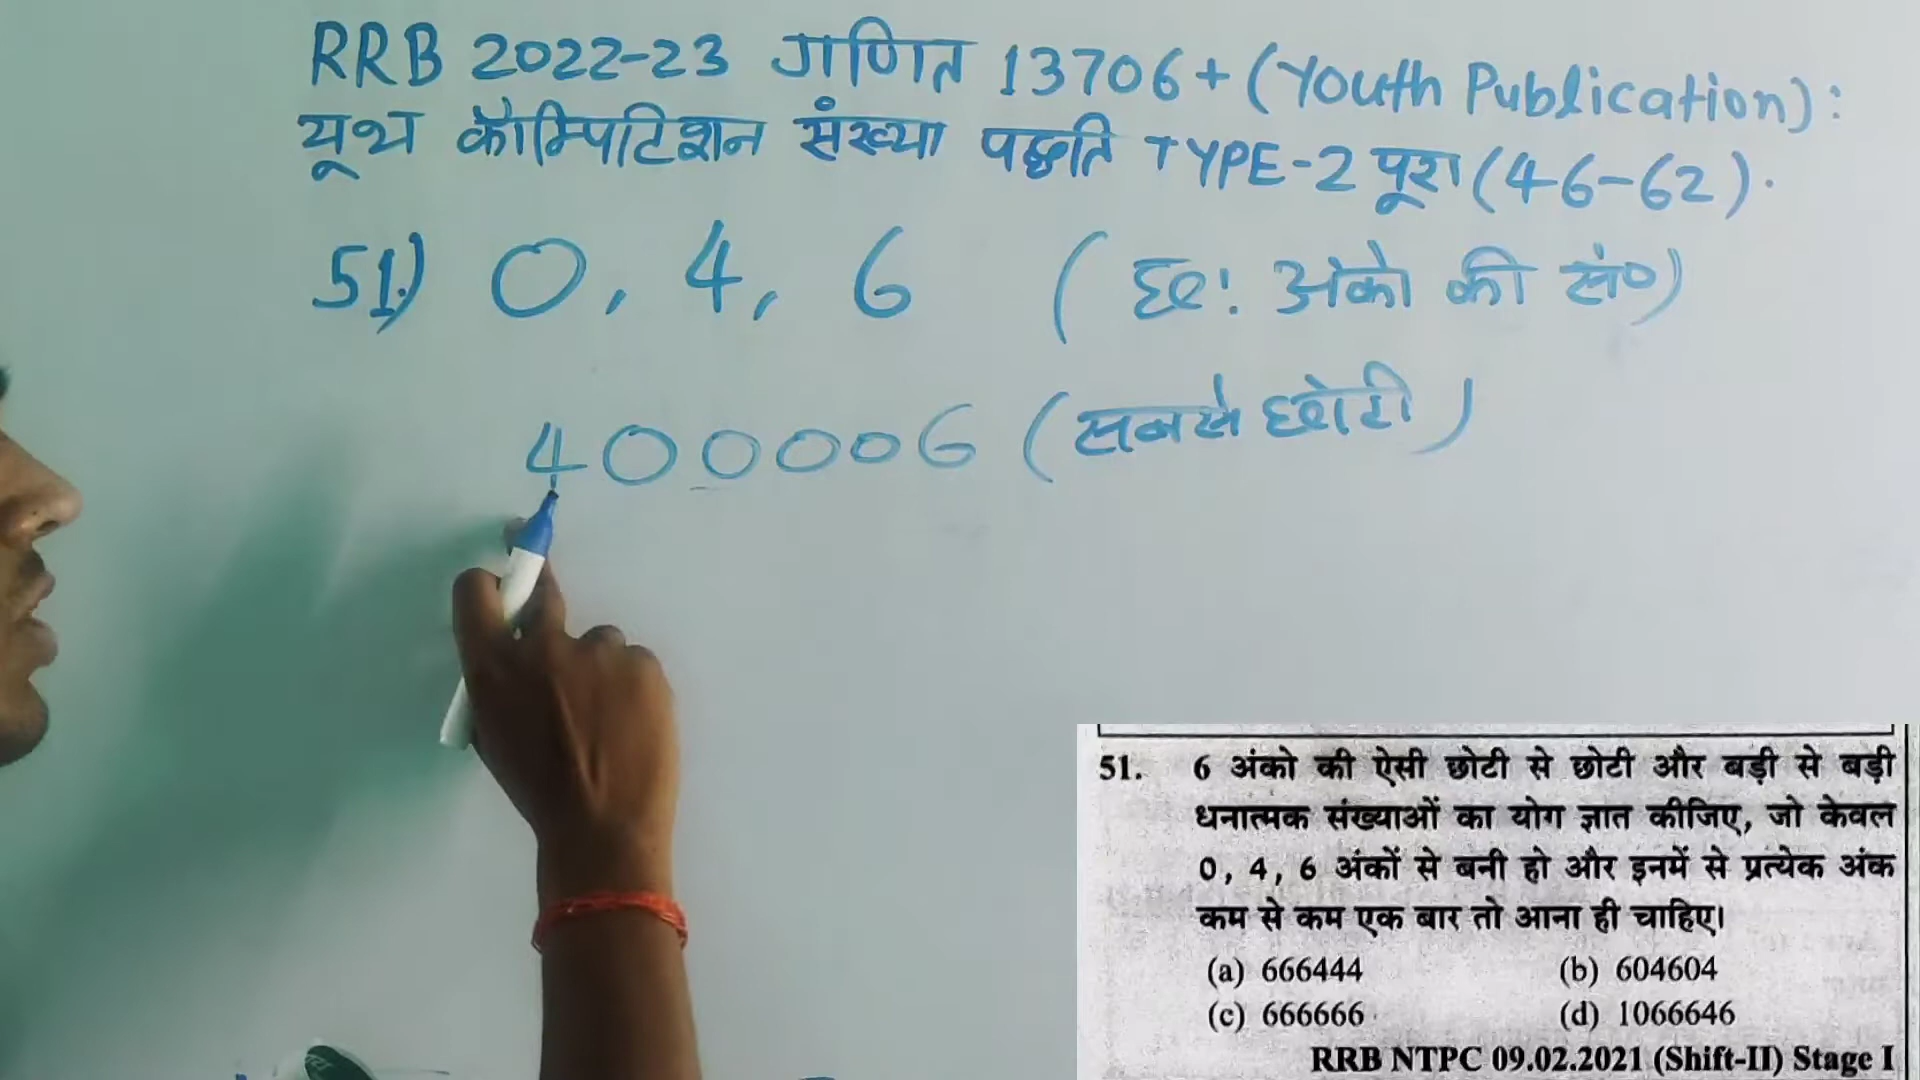 RRB 2022-23 गणित 13706+ (Youth Publication):
यूथ कॉम्पिटिशन संख्या पद्धति TYPE-2 पूरा (46-62).
51) 0, 4, 6 (छः अंको की सं०)
400006 (सबसे छोटी)
51. 6 अंको की ऐसी छोटी से छोटी और बड़ी से बड़ी
धनात्मक संख्याओं का योग ज्ञात कीजिए, जो केवल
0, 4, 6 अंकों से बनी हो और इनमें से प्रत्येक अंक
कम से कम एक बार तो आना ही चाहिए।
(a) 666444 (b) 604604
(c) 666666 (d) 1066646
RRB NTPC 09.02.2021 (Shift-II) Stage I